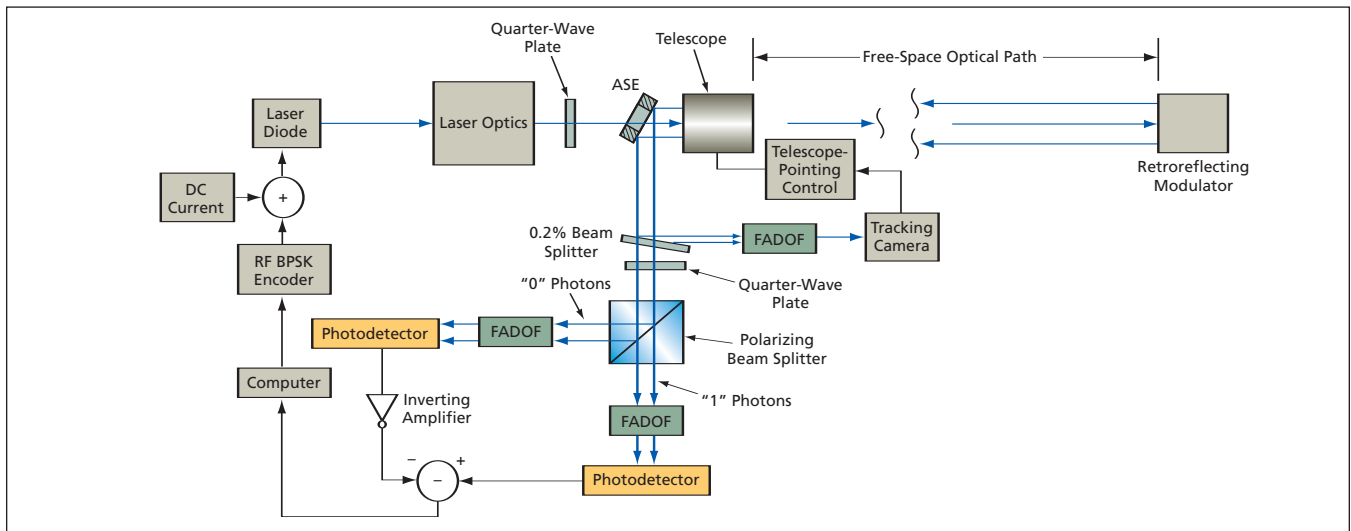 Quarter-Wave
Plate
Telescope
ASE
Free-Space Optical Path
Laser
Diode
Laser Optics
Telescope-
Pointing
Control
Retroreflecting
Modulator
DC
Current
+
0.2% Beam
Splitter
FADOF
Tracking
Camera
RF BPSK
Encoder
Quarter-Wave
Plate
“0” Photons
Photodetector
FADOF
Polarizing
Beam Splitter
Computer
Inverting
Amplifier
“1” Photons
FADOF
– +
–
Photodetector